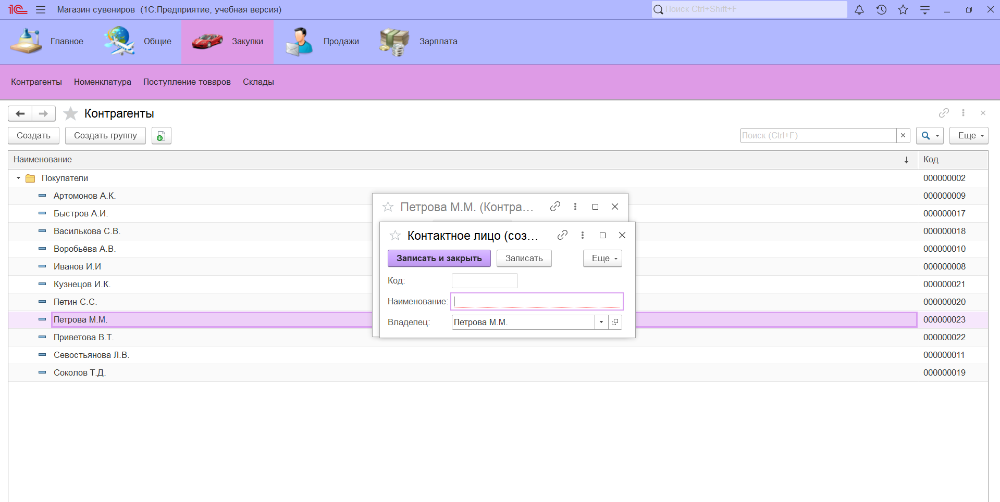 1С Магазин сувениров (1С:Предприятие, учебная версия) Поиск Ctrl+Shift+F
Главное Общие Закупки Продажи Зарплата
Контрагенты Номенклатура Поступление товаров Склады
Контрагенты
Создать Создать группу Поиск (Ctrl+F) Еще
Наименование Код
Покупатели 000000002
Артомонов А.К. 000000009
Быстров А.И. 000000017
Василькова С.В. 000000018
Воробьёва А.В. 000000010
Иванов И.И 000000008
Кузнецов И.К. 000000021
Петин С.С. 000000020
Петрова М.М. 000000023
Приветова В.Т. 000000022
Севостьянова Л.В. 000000011
Соколов Т.Д. 000000019
Петрова М.М. (Контра...
Контактное лицо (соз...
Записать и закрыть Записать Еще
Код:
Наименование:
Владелец: Петрова М.М.